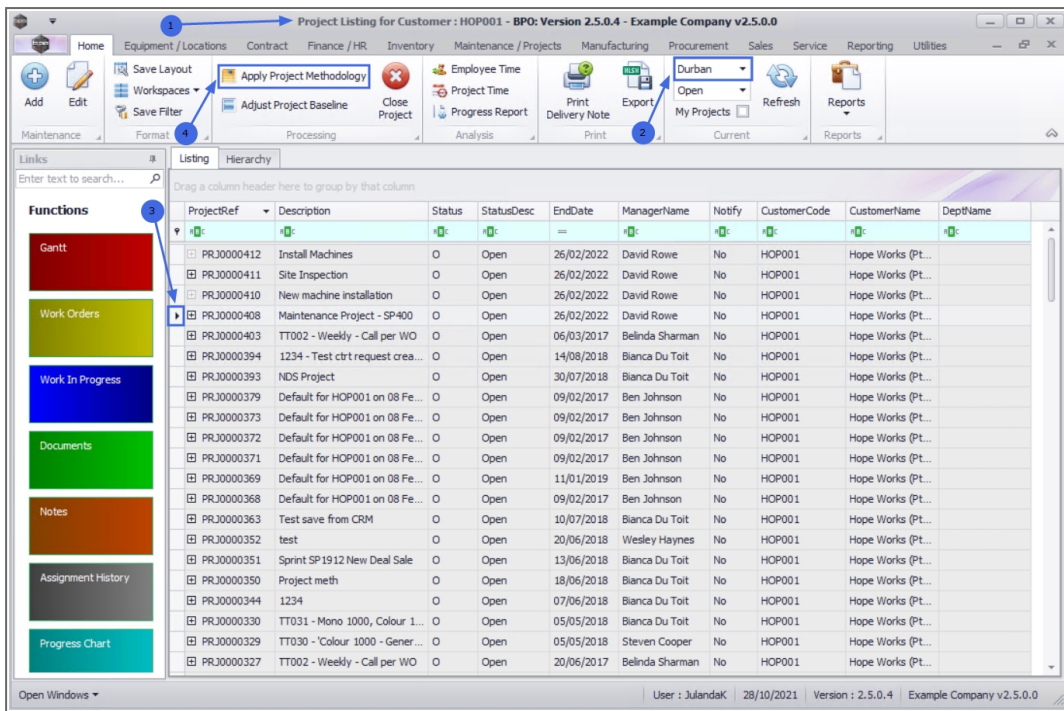 1
Project Listing for Customer : HOP001 - BPO: Version 2.5.0.4 - Example Company v2.5.0.0
Home Equipment / Locations Contract Finance / HR Inventory Maintenance / Projects Manufacturing Procurement Sales Service Reporting Utilities
Add
Edit
Save Layout
Workspaces
Save Filter
Apply Project Methodology
Adjust Project Baseline
Close
Project
Employee Time
Project Time
Progress Report
Print
Delivery Note
Export
Durban
Open
My Projects
Refresh
Reports
4
2
Maintenance Format Processing Analysis Print Current Reports
Links
Enter text to search...
Functions
3
Gantt
Work Orders
Work In Progress
Documents
Notes
Assignment History
Progress Chart
Listing Hierarchy
Drag a column header here to group by that column
ProjectRef Description Status StatusDesc EndDate ManagerName Notify CustomerCode CustomerName DeptName
PRJ0000412 Install Machines O Open 26/02/2022 David Rowe No HOP001 Hope Works (Pt...
PRJ0000411 Site Inspection O Open 26/02/2022 David Rowe No HOP001 Hope Works (Pt...
PRJ0000410 New machine installation O Open 26/02/2022 David Rowe No HOP001 Hope Works (Pt...
PRJ0000408 Maintenance Project - SP400 O Open 26/02/2022 David Rowe No HOP001 Hope Works (Pt...
PRJ0000403 TT002 - Weekly - Call per WO O Open 06/03/2017 Belinda Sharman No HOP001 Hope Works (Pt...
PRJ0000394 1234 - Test ctrt request crea... O Open 14/08/2018 Bianca Du Toit No HOP001 Hope Works (Pt...
PRJ0000393 NDS Project O Open 30/07/2018 Bianca Du Toit No HOP001 Hope Works (Pt...
PRJ0000379 Default for HOP001 on 08 Fe... O Open 09/02/2017 Ben Johnson No HOP001 Hope Works (Pt...
PRJ0000373 Default for HOP001 on 08 Fe... O Open 09/02/2017 Ben Johnson No HOP001 Hope Works (Pt...
PRJ0000372 Default for HOP001 on 08 Fe... O Open 09/02/2017 Ben Johnson No HOP001 Hope Works (Pt...
PRJ0000371 Default for HOP001 on 08 Fe... O Open 09/02/2017 Ben Johnson No HOP001 Hope Works (Pt...
PRJ0000369 Default for HOP001 on 08 Fe... O Open 11/01/2019 Ben Johnson No HOP001 Hope Works (Pt...
PRJ0000368 Default for HOP001 on 08 Fe... O Open 09/02/2017 Ben Johnson No HOP001 Hope Works (Pt...
PRJ0000363 Test save from CRM O Open 10/07/2018 Bianca Du Toit No HOP001 Hope Works (Pt...
PRJ0000352 test O Open 20/06/2018 Wesley Haynes No HOP001 Hope Works (Pt...
PRJ0000351 Sprint SP1912 New Deal Sale O Open 13/06/2018 Bianca Du Toit No HOP001 Hope Works (Pt...
PRJ0000350 Project meth O Open 18/06/2018 Bianca Du Toit No HOP001 Hope Works (Pt...
PRJ0000344 1234 O Open 07/06/2018 Bianca Du Toit No HOP001 Hope Works (Pt...
PRJ0000330 TT031 - Mono 1000, Colour 1... O Open 05/05/2018 Bianca Du Toit No HOP001 Hope Works (Pt...
PRJ0000329 TT030 - 'Colour 1000 - Gener... O Open 05/05/2018 Steven Cooper No HOP001 Hope Works (Pt...
PRJ0000327 TT002 - Weekly - Call per WO O Open 20/06/2017 Belinda Sharman No HOP001 Hope Works (Pt...
Open Windows
User : JulandaK 28/10/2021 Version : 2.5.0.4 Example Company v2.5.0.0